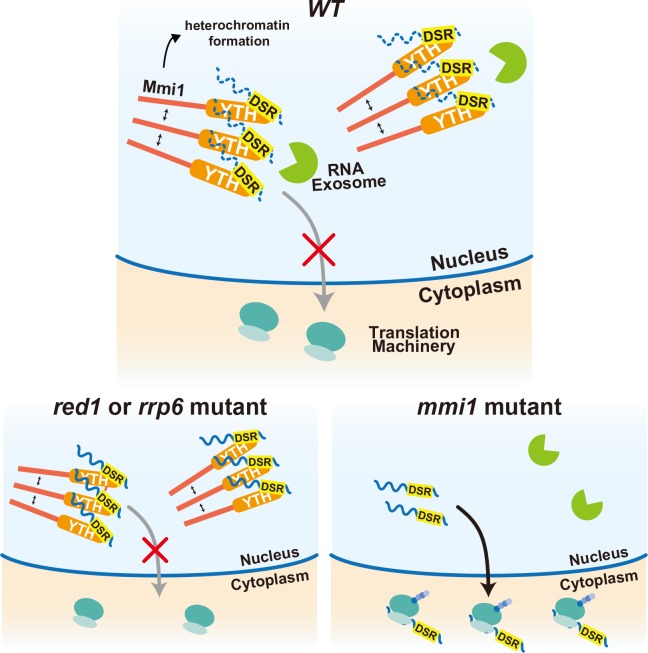 WT
heterochromatin
formation
Mmi1
YTH DSR
YTH DSR
YTH DSR
YTH DSR
YTH DSR
YTH DSR
RNA
Exosome
Nucleus
Cytoplasm
Translation
Machinery
red1 or rrp6 mutant
YTH DSR
YTH DSR
YTH DSR
YTH DSR
YTH DSR
YTH DSR
Nucleus
Cytoplasm
mmi1 mutant
DSR
DSR
Nucleus
Cytoplasm
DSR
DSR
DSR